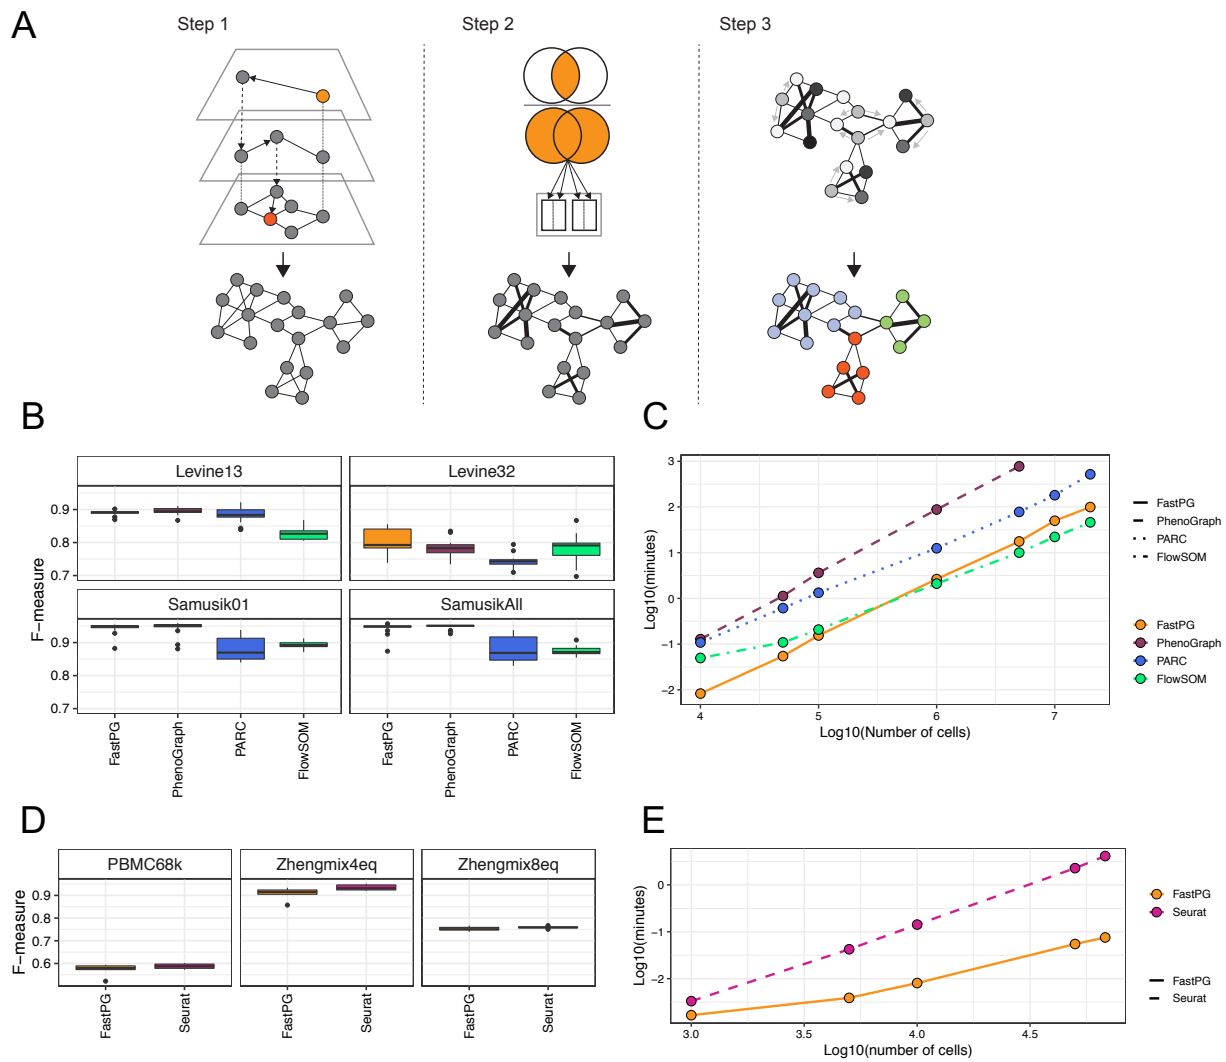 A
Step 1
Step 2
Step 3
B
Levine13
Levine32
0.9
0.8
0.7
Samusik01
SamusikAll
0.9
0.8
0.7
F-measure
FastPG
PhenoGraph
PARC
FlowSOM
FastPG
PhenoGraph
PARC
FlowSOM
C
3
2
1
0
−1
−2
Log10(minutes)
4
5
6
7
Log10(Number of cells)
FastPG
PhenoGraph
PARC
FlowSOM
FastPG
PhenoGraph
PARC
FlowSOM
D
PBMC68k
Zhengmix4eq
Zhengmix8eq
0.9
0.8
0.7
0.6
F-measure
FastPG
Seurat
FastPG
Seurat
FastPG
Seurat
E
0
−1
−2
Log10(minutes)
3.0
3.5
4.0
4.5
Log10(number of cells)
FastPG
Seurat
FastPG
Seurat